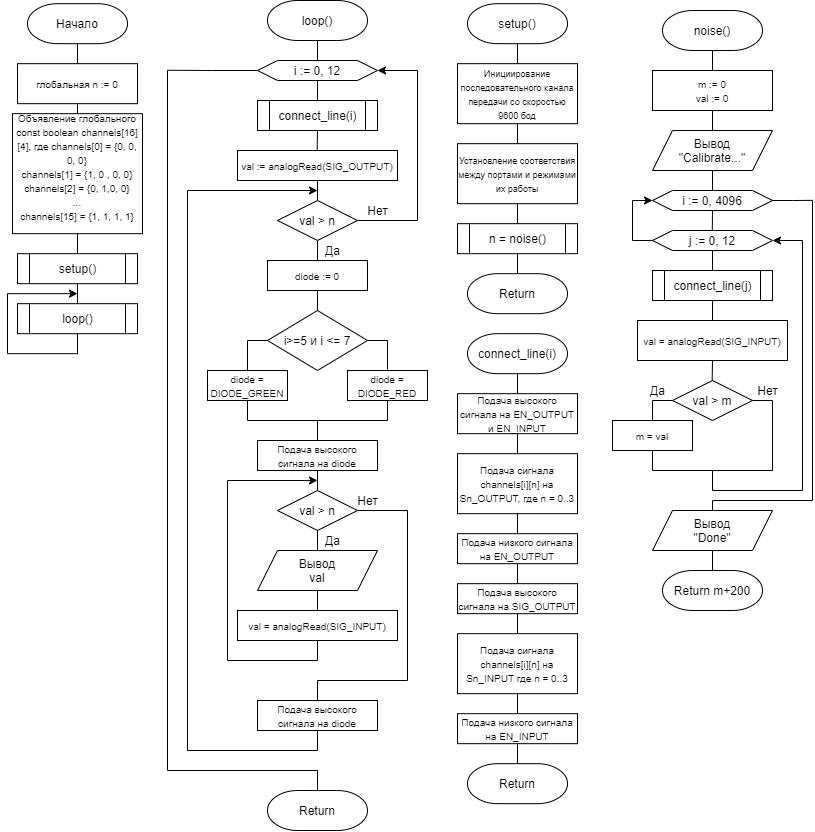 Начало
глобальная n := 0
Объявление глобального
const boolean channels[16]
[4], где channels[0] = {0, 0,
0, 0}
channels[1] = {1, 0 , 0, 0}
channels[2] = {0, 1,0, 0}
...
channels[15] = {1, 1, 1, 1}
setup()
loop()
loop()
i := 0, 12
connect_line(i)
val := analogRead(SIG_OUTPUT)
val > n
Нет
Да
diode := 0
i>=5 и i <= 7
diode =
DIODE_GREEN
diode =
DIODE_RED
Подача высокого
сигнала на diode
val > n
Нет
Да
Вывод
val
val = analogRead(SIG_INPUT)
Подача высокого
сигнала на diode
Return
setup()
Инициирование
последовательного канала
передачи со скоростью
9600 бод
Установление соответствия
между портами и режимами
их работы
n = noise()
Return
connect_line(i)
Подача высокого
сигнала на EN_OUTPUT
и EN_INPUT
Подача сигнала
channels[i][n] на
Sn_OUTPUT, где n = 0..3
Подача низкого сигнала
на EN_OUTPUT
Подача высокого
сигнала на SIG_OUTPUT
Подача сигнала
channels[i][n] на
Sn_INPUT где n = 0..3
Подача низкого сигнала
на EN_INPUT
Return
noise()
m := 0
val := 0
Вывод
"Calibrate..."
i := 0, 4096
j := 0, 12
connect_line(j)
val = analogRead(SIG_INPUT)
Да
val > m
Нет
m = val
Вывод
"Done"
Return m+200